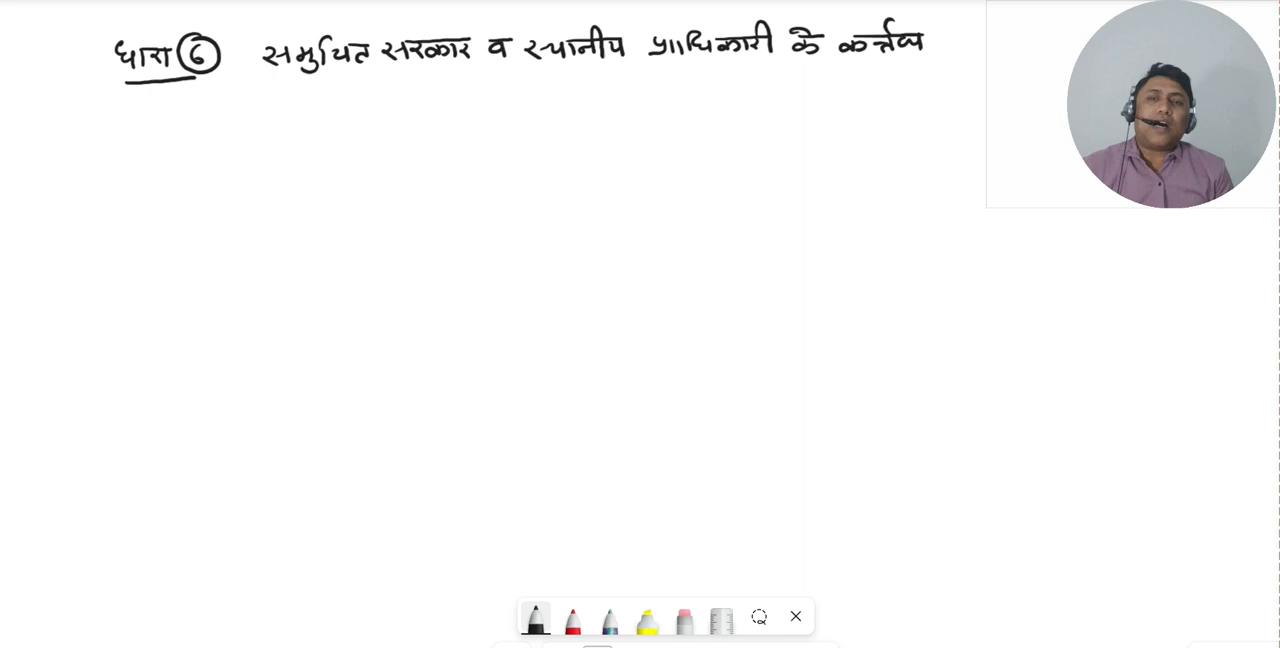 धारा 6 समुचित सरकार व स्थानीय प्राधिकारी के कर्त्तव्य